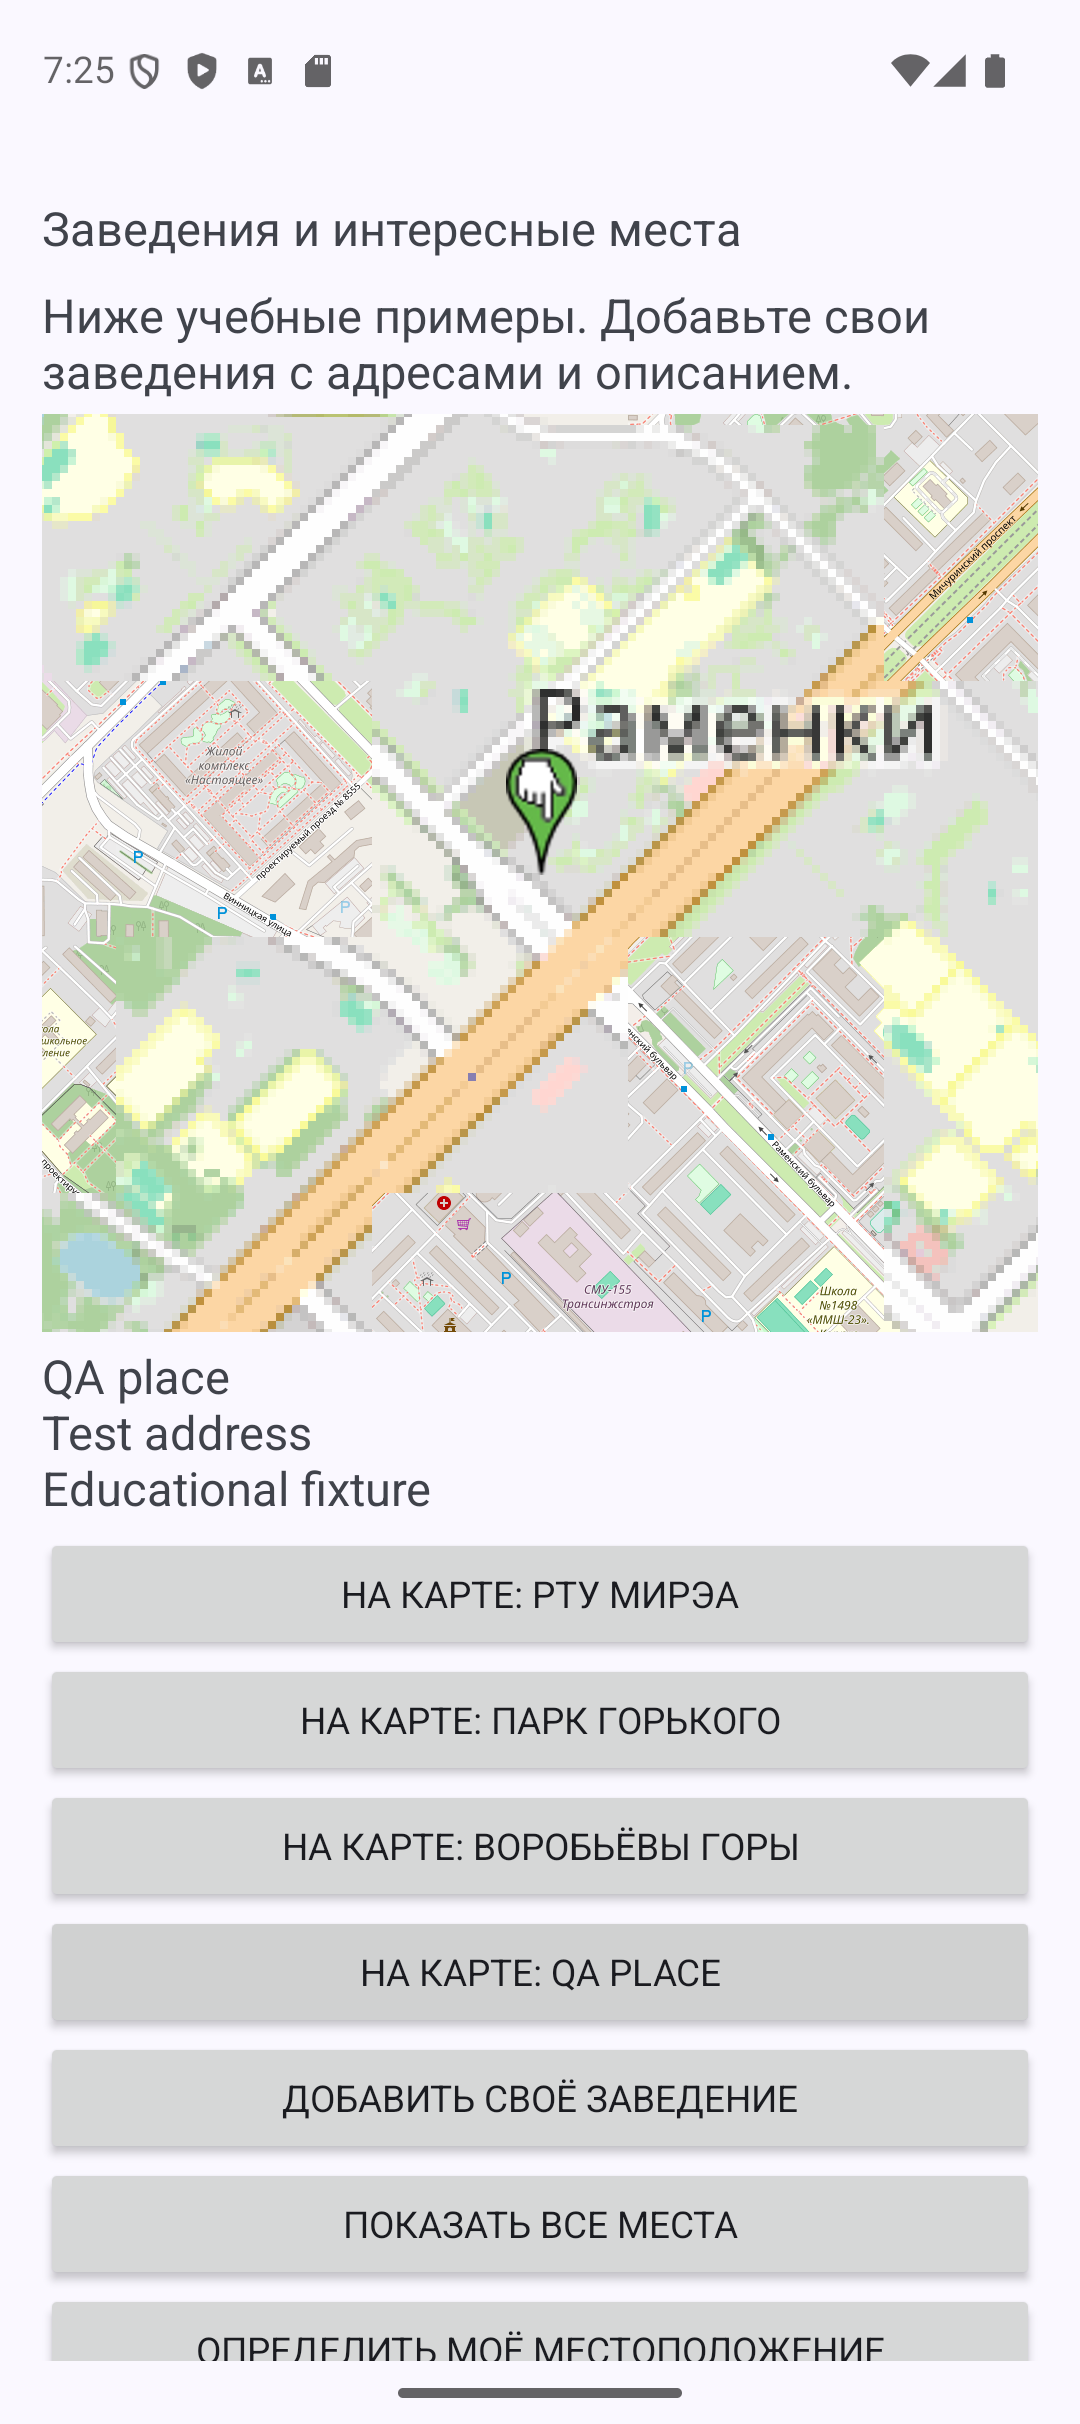 7:25
Заведения и интересные места
Ниже учебные примеры. Добавьте свои
заведения с адресами и описанием.
Мичуринский проспект
Раменки
Жилой
комплекс
«Настоящее»
проектируемый проезд № 8555
P
Винницкая улица
P
P
школьное
P
Раменский бульвар
P
СМУ-155
Трансинжстроя
P
Школа
№1498
«ММШ-23».
QA place
Test address
Educational fixture
НА КАРТЕ: РТУ МИРЭА
НА КАРТЕ: ПАРК ГОРЬКОГО
НА КАРТЕ: ВОРОБЬЁВЫ ГОРЫ
НА КАРТЕ: QA PLACE
ДОБАВИТЬ СВОЁ ЗАВЕДЕНИЕ
ПОКАЗАТЬ ВСЕ МЕСТА
ОПРЕДЕЛИТЬ МОЁ МЕСТОПОЛОЖЕНИЕ